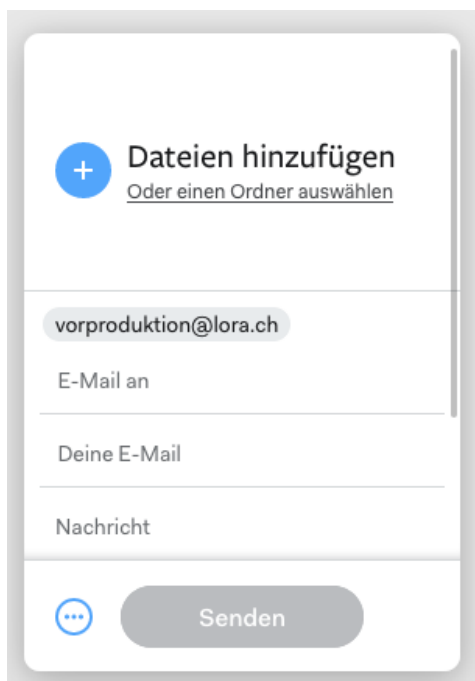 Dateien hinzufügen
Oder einen Ordner auswählen
vorproduktion@lora.ch
E-Mail an
Deine E-Mail
Nachricht
Senden